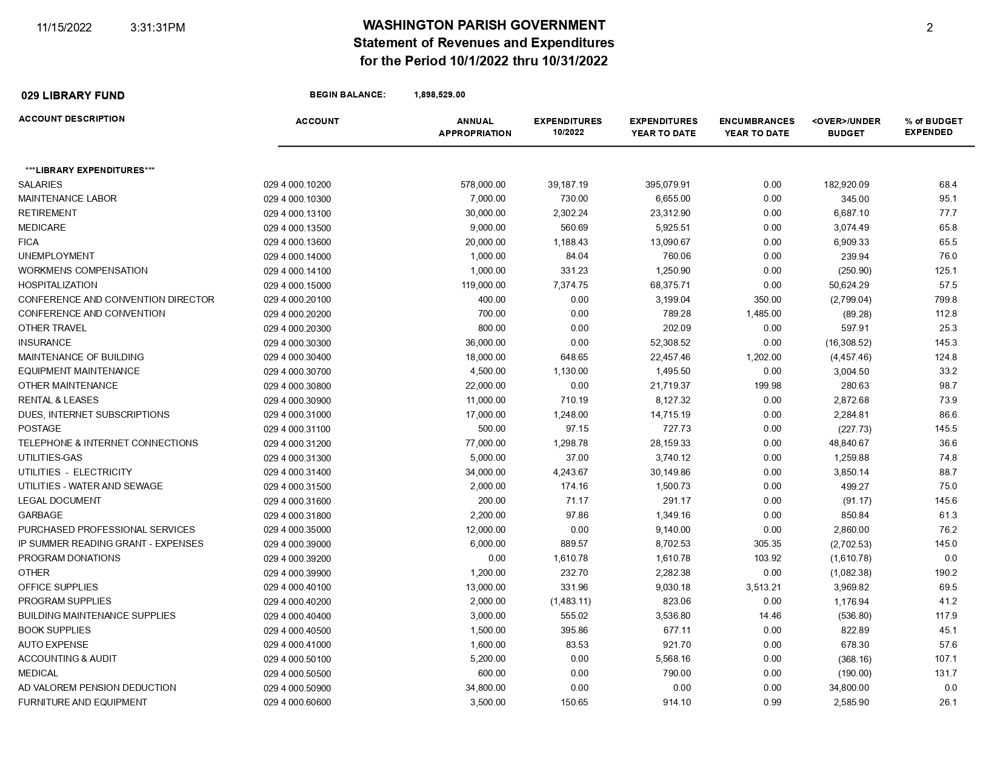 11/15/2022 3:31:31PM WASHINGTON PARISH GOVERNMENT 2
Statement of Revenues and Expenditures
for the Period 10/1/2022 thru 10/31/2022
029 LIBRARY FUND BEGIN BALANCE: 1,898,529.00
ACCOUNT DESCRIPTION ACCOUNT ANNUAL EXPENDITURES EXPENDITURES ENCUMBRANCES <OVER>/UNDER % of BUDGET
APPROPRIATION 10/2022 YEAR TO DATE YEAR TO DATE BUDGET EXPENDED
***LIBRARY EXPENDITURES***
SALARIES 029 4 000.10200 578,000.00 39,187.19 395,079.91 0.00 182,920.09 68.4
MAINTENANCE LABOR 029 4 000.10300 7,000.00 730.00 6,655.00 0.00 345.00 95.1
RETIREMENT 029 4 000.13100 30,000.00 2,302.24 23,312.90 0.00 6,687.10 77.7
MEDICARE 029 4 000.13500 9,000.00 560.69 5,925.51 0.00 3,074.49 65.8
FICA 029 4 000.13600 20,000.00 1,188.43 13,090.67 0.00 6,909.33 65.5
UNEMPLOYMENT 029 4 000.14000 1,000.00 84.04 760.06 0.00 239.94 76.0
WORKMENS COMPENSATION 029 4 000.14100 1,000.00 331.23 1,250.90 0.00 (250.90) 125.1
HOSPITALIZATION 029 4 000.15000 119,000.00 7,374.75 68,375.71 0.00 50,624.29 57.5
CONFERENCE AND CONVENTION DIRECTOR 029 4 000.20100 400.00 0.00 3,199.04 350.00 (2,799.04) 799.8
CONFERENCE AND CONVENTION 029 4 000.20200 700.00 0.00 789.28 1,485.00 (89.28) 112.8
OTHER TRAVEL 029 4 000.20300 800.00 0.00 202.09 0.00 597.91 25.3
INSURANCE 029 4 000.30300 36,000.00 0.00 52,308.52 0.00 (16,308.52) 145.3
MAINTENANCE OF BUILDING 029 4 000.30400 18,000.00 648.65 22,457.46 1,202.00 (4,457.46) 124.8
EQUIPMENT MAINTENANCE 029 4 000.30700 4,500.00 1,130.00 1,495.50 0.00 3,004.50 33.2
OTHER MAINTENANCE 029 4 000.30800 22,000.00 0.00 21,719.37 199.98 280.63 98.7
RENTAL & LEASES 029 4 000.30900 11,000.00 710.19 8,127.32 0.00 2,872.68 73.9
DUES, INTERNET SUBSCRIPTIONS 029 4 000.31000 17,000.00 1,248.00 14,715.19 0.00 2,284.81 86.6
POSTAGE 029 4 000.31100 500.00 97.15 727.73 0.00 (227.73) 145.5
TELEPHONE & INTERNET CONNECTIONS 029 4 000.31200 77,000.00 1,298.78 28,159.33 0.00 48,840.67 36.6
UTILITIES-GAS 029 4 000.31300 5,000.00 37.00 3,740.12 0.00 1,259.88 74.8
UTILITIES - ELECTRICITY 029 4 000.31400 34,000.00 4,243.67 30,149.86 0.00 3,850.14 88.7
UTILITIES - WATER AND SEWAGE 029 4 000.31500 2,000.00 174.16 1,500.73 0.00 499.27 75.0
LEGAL DOCUMENT 029 4 000.31600 200.00 71.17 291.17 0.00 (91.17) 145.6
GARBAGE 029 4 000.31800 2,200.00 97.86 1,349.16 0.00 850.84 61.3
PURCHASED PROFESSIONAL SERVICES 029 4 000.35000 12,000.00 0.00 9,140.00 0.00 2,860.00 76.2
IP SUMMER READING GRANT - EXPENSES 029 4 000.39000 6,000.00 889.57 8,702.53 305.35 (2,702.53) 145.0
PROGRAM DONATIONS 029 4 000.39200 0.00 1,610.78 1,610.78 103.92 (1,610.78) 0.0
OTHER 029 4 000.39900 1,200.00 232.70 2,282.38 0.00 (1,082.38) 190.2
OFFICE SUPPLIES 029 4 000.40100 13,000.00 331.96 9,030.18 3,513.21 3,969.82 69.5
PROGRAM SUPPLIES 029 4 000.40200 2,000.00 (1,483.11) 823.06 0.00 1,176.94 41.2
BUILDING MAINTENANCE SUPPLIES 029 4 000.40400 3,000.00 555.02 3,536.80 14.46 (536.80) 117.9
BOOK SUPPLIES 029 4 000.40500 1,500.00 395.86 677.11 0.00 822.89 45.1
AUTO EXPENSE 029 4 000.41000 1,600.00 83.53 921.70 0.00 678.30 57.6
ACCOUNTING & AUDIT 029 4 000.50100 5,200.00 0.00 5,568.16 0.00 (368.16) 107.1
MEDICAL 029 4 000.50500 600.00 0.00 790.00 0.00 (190.00) 131.7
AD VALOREM PENSION DEDUCTION 029 4 000.50900 34,800.00 0.00 0.00 0.00 34,800.00 0.0
FURNITURE AND EQUIPMENT 029 4 000.60600 3,500.00 150.65 914.10 0.99 2,585.90 26.1